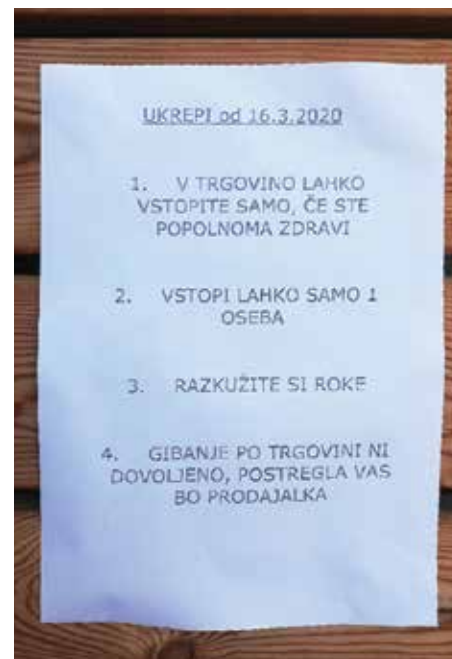 UKREPI od 16.3.2020
1. V TRGOVINO LAHKO
VSTOPITE SAMO, ČE STE
POPOLNOMA ZDRAVI
2. VSTOPI LAHKO SAMO 1
OSEBA
3. RAZKUŽITE SI ROKE
4. GIBANJE PO TRGOVINI NI
DOVOLJENO, POSTREGLA VAS
BO PRODAJALKA